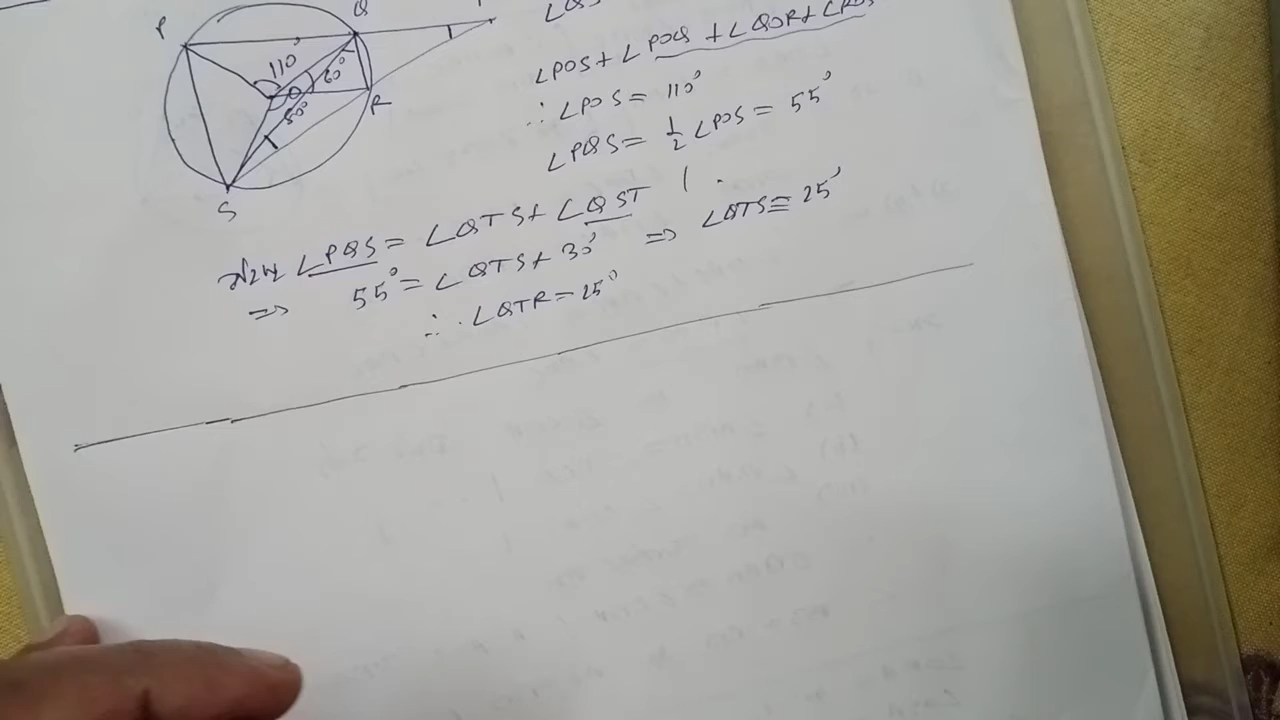 P
Q
110°
60°
O
50°
R
S
∠POS + ∠POQ + ∠QOR + ∠ROS
∴ ∠POS = 110°
∠PQS = 1/2 ∠POS = 55°
∠PQS = ∠QTS + ∠QST
⇒ 55° = ∠QTS + 30° ⇒ ∠QTS = 25°
∴ ∠QTR = 25°